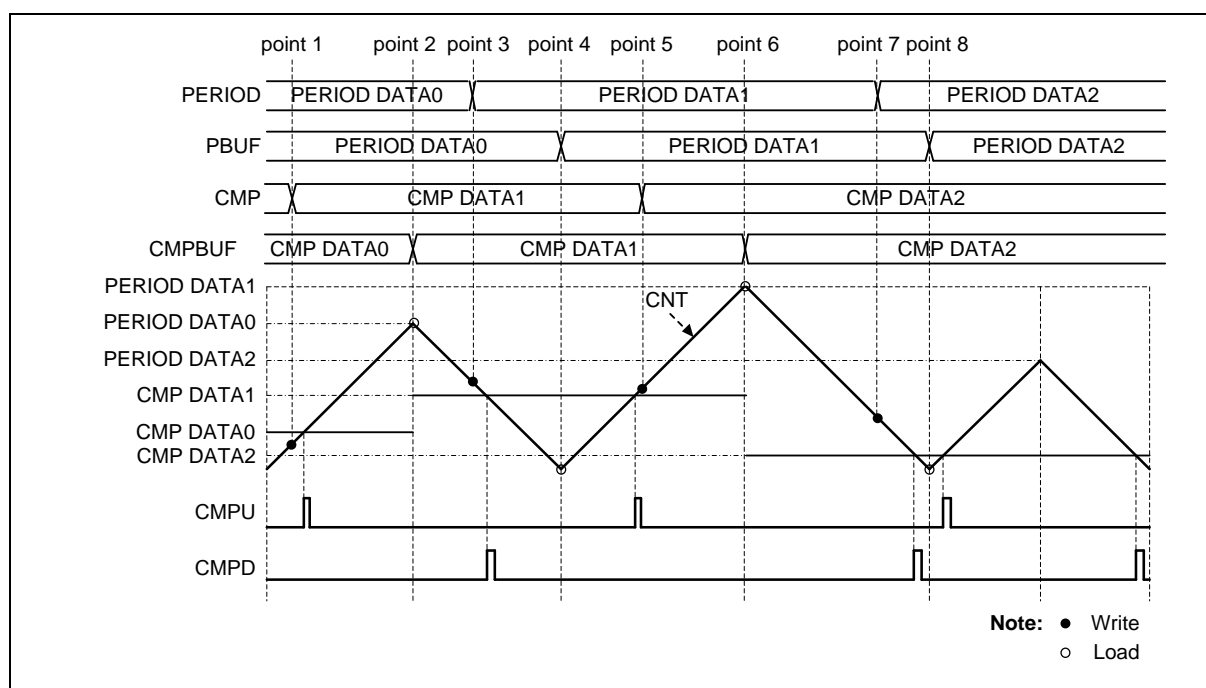 point 1 point 2 point 3 point 4 point 5 point 6 point 7 point 8
PERIOD PERIOD DATA0 PERIOD DATA1 PERIOD DATA2
PBUF PERIOD DATA0 PERIOD DATA1 PERIOD DATA2
CMP CMP DATA1 CMP DATA2
CMPBUF CMP DATA0 CMP DATA1 CMP DATA2
PERIOD DATA1
CNT
PERIOD DATA0
PERIOD DATA2
CMP DATA1
CMP DATA0
CMP DATA2
CMPU
CMPD
Note: Write
Load